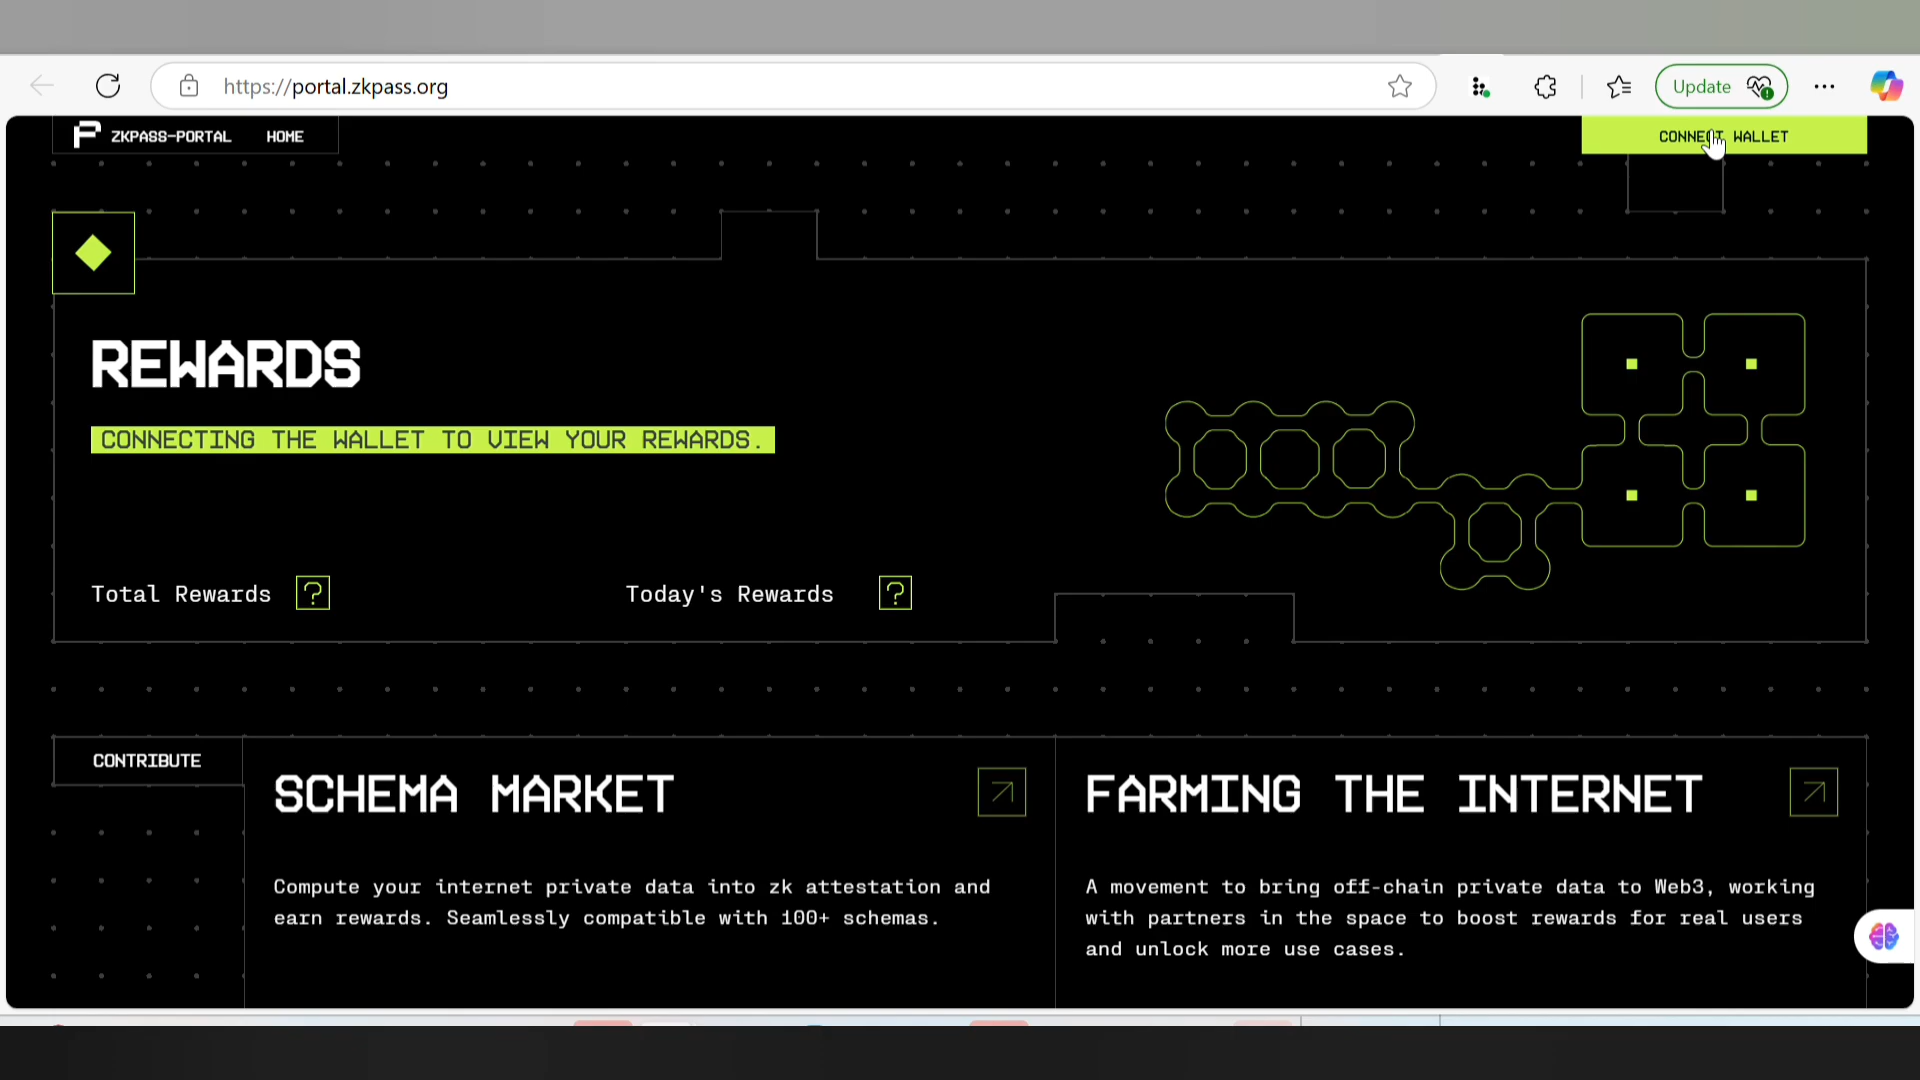 https://portal.zkpass.org
Update
ZKPASS-PORTAL HOME
CONNECT WALLET
REWARDS
CONNECTING THE WALLET TO VIEW YOUR REWARDS.
Total Rewards ?
Today's Rewards ?
CONTRIBUTE
SCHEMA MARKET
Compute your internet private data into zk attestation and
earn rewards. Seamlessly compatible with 100+ schemas.
FARMING THE INTERNET
A movement to bring off-chain private data to Web3, working
with partners in the space to boost rewards for real users
and unlock more use cases.